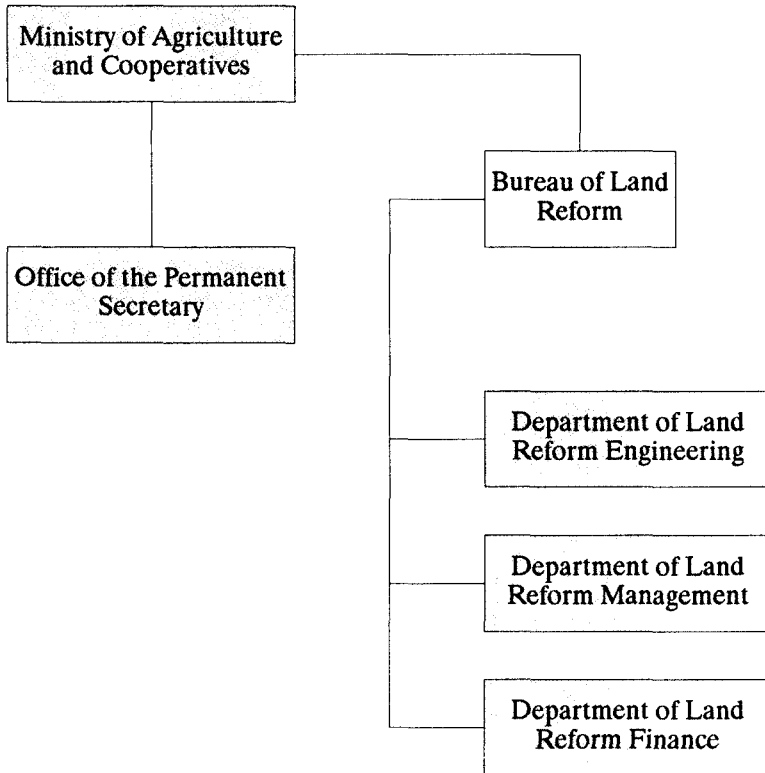 Ministry of Agriculture
and Cooperatives
Bureau of Land
Reform
Office of the Permanent
Secretary
Department of Land
Reform Engineering
Department of Land
Reform Management
Department of Land
Reform Finance